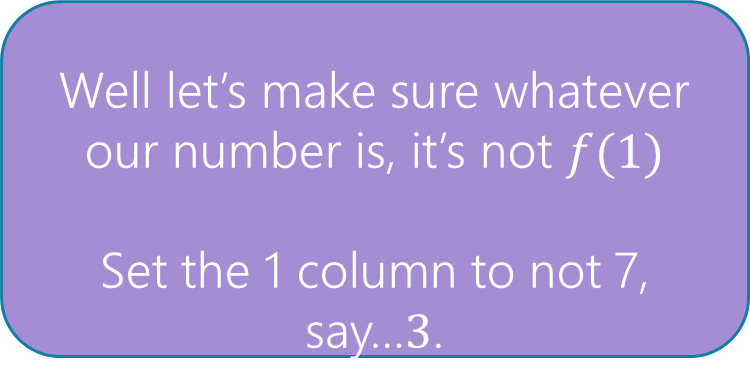 Well let's make sure whatever
our number is, it's not f(1)
Set the 1 column to not 7,
say…3.